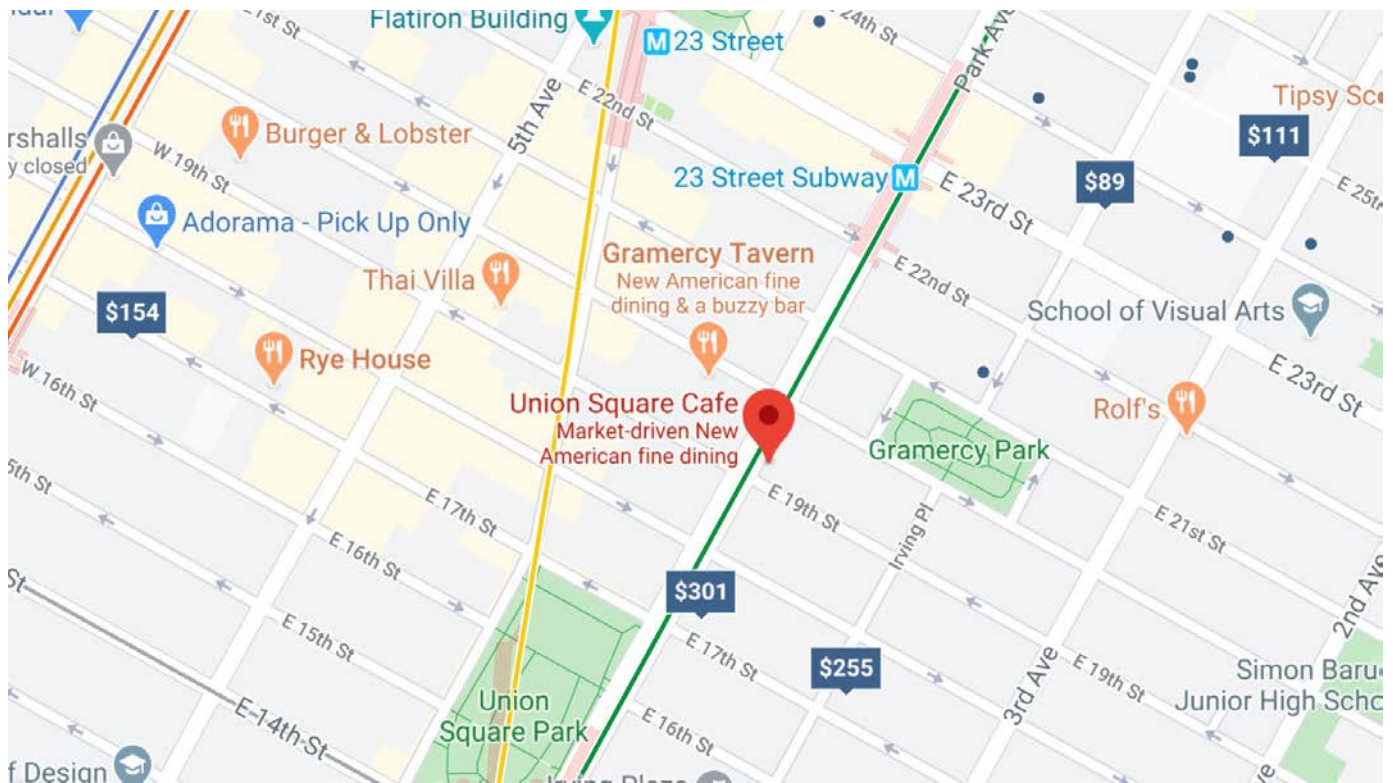 Flatiron Building
23 Street
E 24th St
Park Ave
Tipsy Sc
E 22nd St
5th Ave
Burger & Lobster
rshalls
y closed
W 19th St
$111
23 Street Subway
$89
E 23rd St
E 25t
Adorama - Pick Up Only
Gramercy Tavern
New American fine
dining & a buzzy bar
Thai Villa
E 22nd St
$154
School of Visual Arts
Rye House
W 16th St
E 23rd St
Union Square Cafe
Market-driven New
American fine dining
Rolf's
Gramercy Park
5th St
E 17th St
E 19th St
E 21st St
E 16th St
Irving Pl
$301
St
2nd Ave
E 15th St
E 17th St
$255
E 19th St
3rd Ave
Simon Baru
Junior High Scho
Union
Square Park
E 14th St
E 16th St
f Design
Irving Plaza